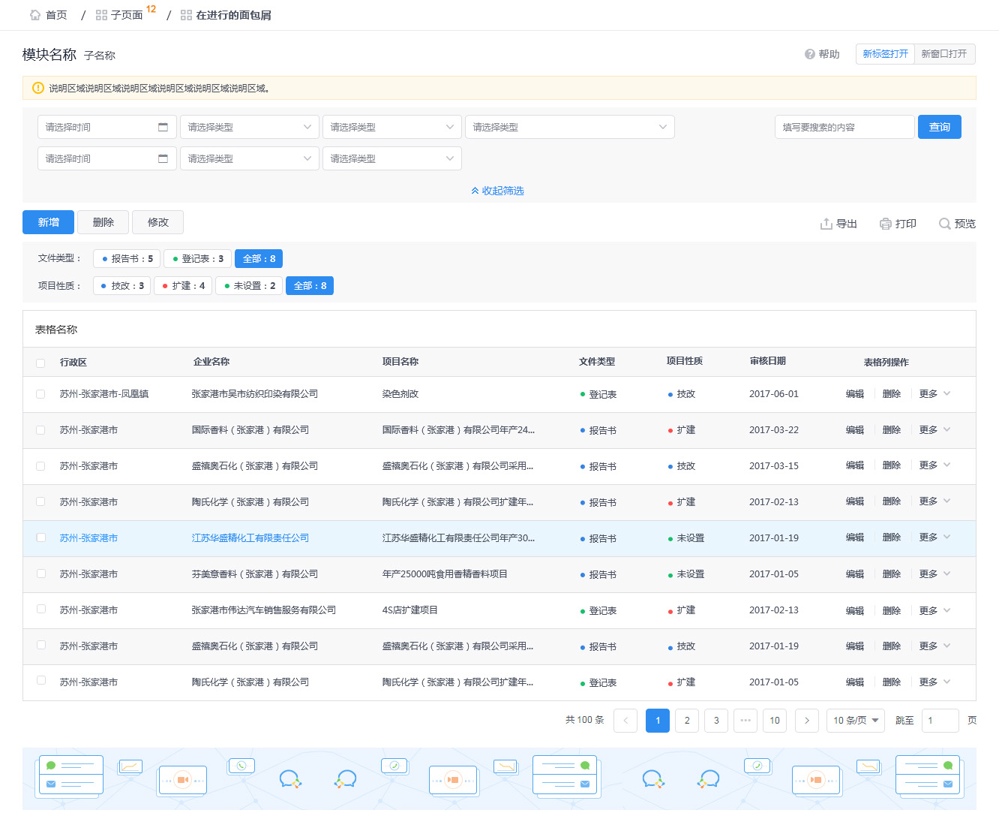 首页 / 子页面 12 / 在进行的面包屑
模块名称 子名称 帮助 新标签打开 新窗口打开
说明区域说明区域说明区域说明区域说明区域说明区域。
请选择时间 请选择类型 请选择类型 请选择类型 填写要搜索的内容 查询
请选择时间 请选择类型 请选择类型
收起筛选
新增 删除 修改 导出 打印 预览
文件类型： 报告书：5 登记表：3 全部：8
项目性质： 技改：3 扩建：4 未设置：2 全部：8
表格名称
行政区 企业名称 项目名称 文件类型 项目性质 审核日期 表格列操作
苏州-张家港市-凤凰镇 张家港市吴市纺织印染有限公司 染色剂改 登记表 技改 2017-06-01 编辑 删除 更多
苏州-张家港市 国际香料（张家港）有限公司 国际香料（张家港）有限公司年产24... 报告书 扩建 2017-03-22 编辑 删除 更多
苏州-张家港市 盛禧奥石化（张家港）有限公司 盛禧奥石化（张家港）有限公司采用... 报告书 技改 2017-03-15 编辑 删除 更多
苏州-张家港市 陶氏化学（张家港）有限公司 陶氏化学（张家港）有限公司扩建年... 报告书 扩建 2017-02-13 编辑 删除 更多
苏州-张家港市 江苏华盛精化工有限责任公司 江苏华盛精化工有限责任公司年产30... 报告书 未设置 2017-01-19 编辑 删除 更多
苏州-张家港市 芬美意香料（张家港）有限公司 年产25000吨食用香精香料项目 报告书 未设置 2017-01-05 编辑 删除 更多
苏州-张家港市 张家港市伟达汽车销售服务有限公司 4S店扩建项目 登记表 扩建 2017-02-13 编辑 删除 更多
苏州-张家港市 盛禧奥石化（张家港）有限公司 盛禧奥石化（张家港）有限公司采用... 报告书 技改 2017-01-19 编辑 删除 更多
苏州-张家港市 陶氏化学（张家港）有限公司 陶氏化学（张家港）有限公司扩建年... 登记表 扩建 2017-01-05 编辑 删除 更多
共 100 条 < 1 2 3 ••• 10 > 10 条/页 跳至 1 页